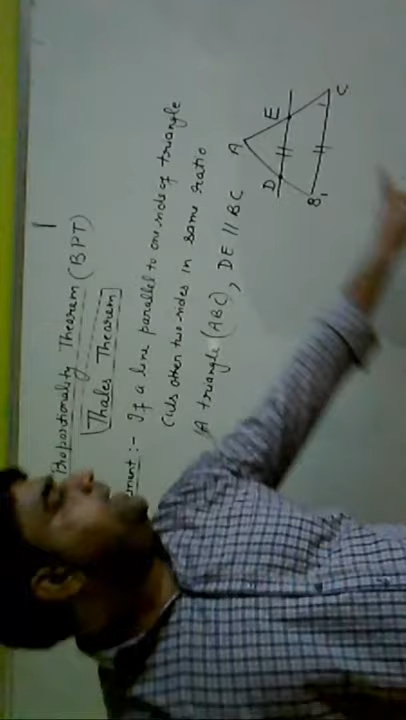 Proportionality Theorem (BPT)
[Thales Theorem]
ment :- If a line parallel to one side of triangle
Cuts other two sides in same ratio
A triangle (ABC), DE // BC
A
D E
B C